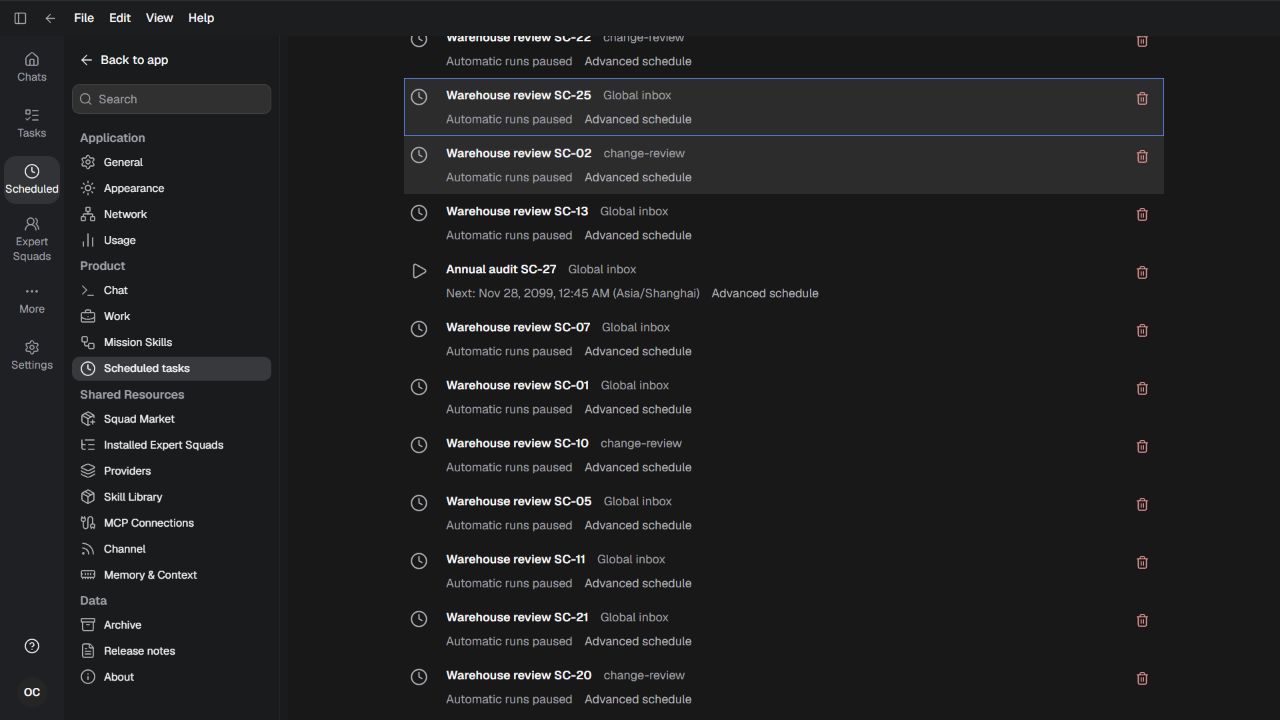 File Edit View Help
Chats
Tasks
Scheduled
Expert
Squads
More
Settings
OC
Back to app
Search
Application
General
Appearance
Network
Usage
Product
Chat
Work
Mission Skills
Scheduled tasks
Shared Resources
Squad Market
Installed Expert Squads
Providers
Skill Library
MCP Connections
Channel
Memory & Context
Data
Archive
Release notes
About
Warehouse review SC-22 change-review
Automatic runs paused Advanced schedule
Warehouse review SC-25 Global inbox
Automatic runs paused Advanced schedule
Warehouse review SC-02 change-review
Automatic runs paused Advanced schedule
Warehouse review SC-13 Global inbox
Automatic runs paused Advanced schedule
Annual audit SC-27 Global inbox
Next: Nov 28, 2099, 12:45 AM (Asia/Shanghai) Advanced schedule
Warehouse review SC-07 Global inbox
Automatic runs paused Advanced schedule
Warehouse review SC-01 Global inbox
Automatic runs paused Advanced schedule
Warehouse review SC-10 change-review
Automatic runs paused Advanced schedule
Warehouse review SC-05 Global inbox
Automatic runs paused Advanced schedule
Warehouse review SC-11 Global inbox
Automatic runs paused Advanced schedule
Warehouse review SC-21 Global inbox
Automatic runs paused Advanced schedule
Warehouse review SC-20 change-review
Automatic runs paused Advanced schedule